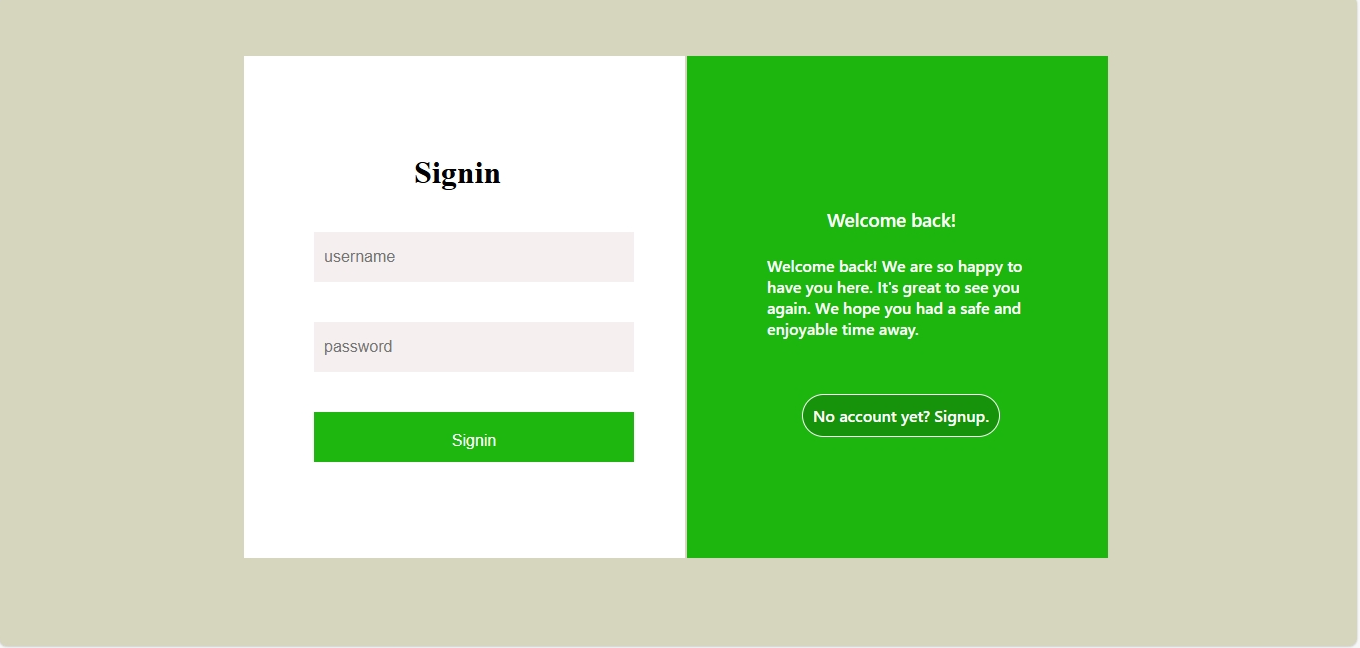 Signin
username
password
Signin
Welcome back!
Welcome back! We are so happy to
have you here. It's great to see you
again. We hope you had a safe and
enjoyable time away.
No account yet? Signup.